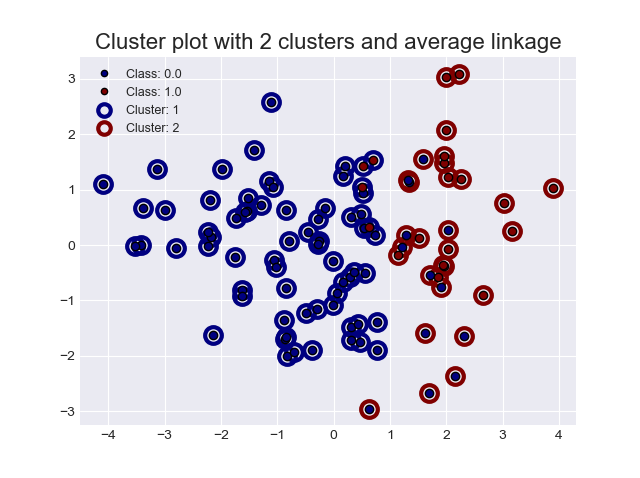 Cluster plot with 2 clusters and average linkage
Class: 0.0
Class: 1.0
Cluster: 1
Cluster: 2
3
2
1
0
−1
−2
−3
−4 −3 −2 −1 0 1 2 3 4